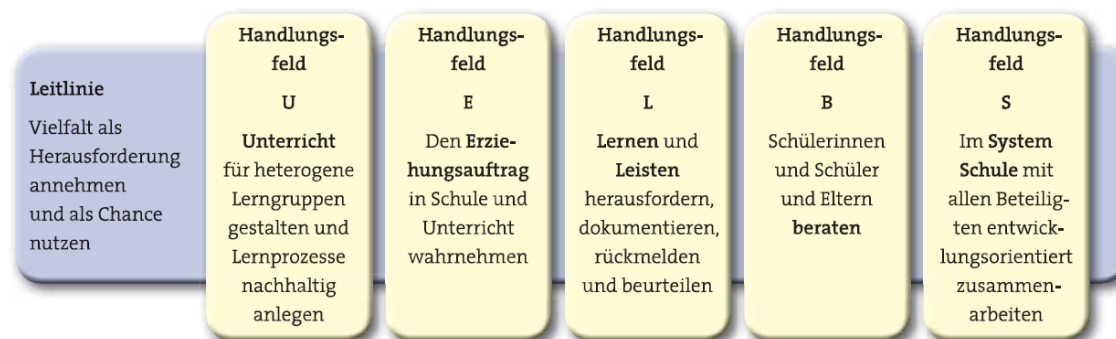 Leitlinie
Vielfalt als
Herausforderung
annehmen
und als Chance
nutzen
Handlungs-
feld
U
Unterricht
für heterogene
Lerngruppen
gestalten und
Lernprozesse
nachhaltig
anlegen
Handlungs-
feld
E
Den Erzie-
hungsauftrag
in Schule und
Unterricht
wahrnehmen
Handlungs-
feld
L
Lernen und
Leisten
herausfordern,
dokumentieren,
rückmelden
und beurteilen
Handlungs-
feld
B
Schülerinnen
und Schüler
und Eltern
beraten
Handlungs-
feld
S
Im System
Schule mit
allen Beteilig-
ten entwick-
lungsorientiert
zusammen-
arbeiten